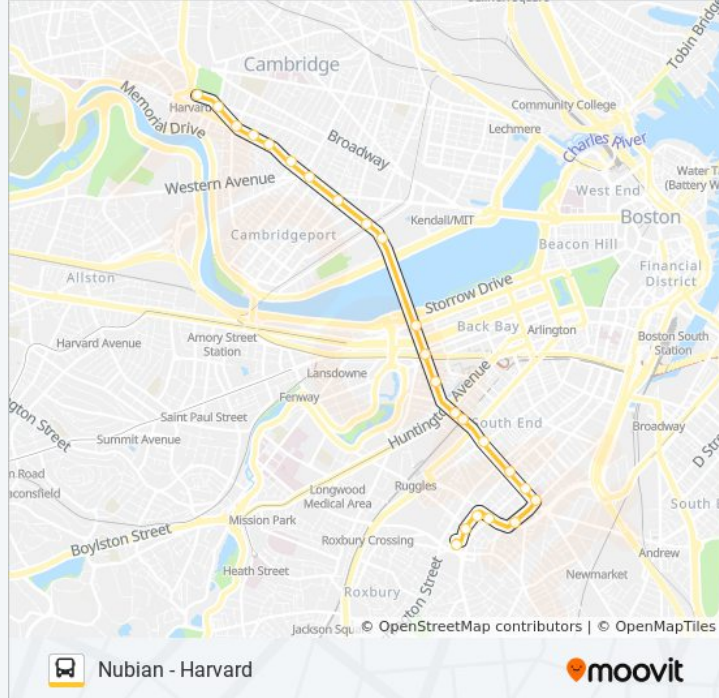 Tobin Bridge
Cambridge
Memorial Drive
Harvard
Community College
Lechmere
Broadway
Charles River
Western Avenue
West End
Water T
(Battery W
Kendall/MIT
Boston
Cambridgeport
Beacon Hill
Allston
Financial
District
Storrow Drive
Back Bay
Arlington
Harvard Avenue
Amory Street
Station
Boston South
Station
Lansdowne
Fenway
Huntington Avenue
ngton Street
Saint Paul Street
South End
Broadway
Summit Avenue
D Str
n Road
aconsfield
Ruggles
Longwood
Medical Area
South
Mission Park
Boylston Street
Roxbury Crossing
Andrew
Heath Street
Newmarket
Roxbury
rton Street
Jackson Squ
© OpenStreetMap contributors | © OpenMapTiles
Nubian - Harvard
moovit